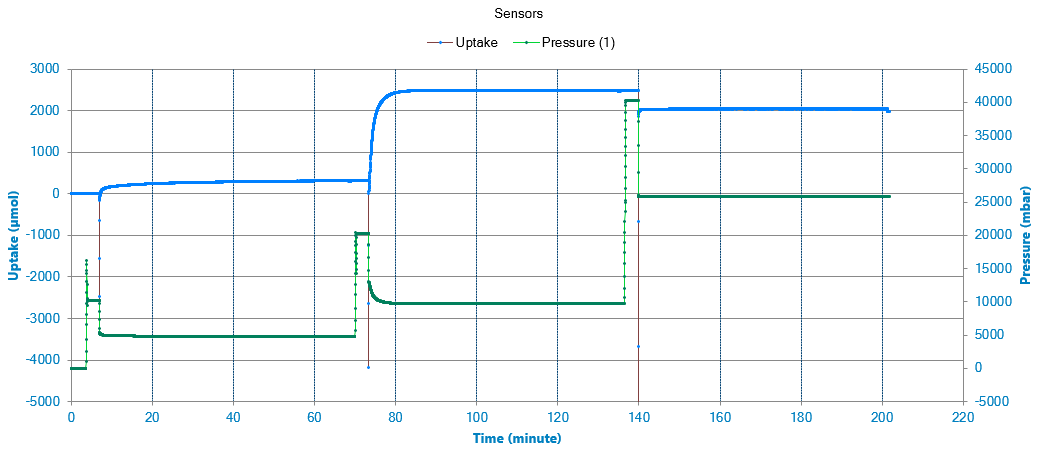 Sensors
Uptake Pressure (1)
3000 45000
2000 40000
35000
1000 30000
0 25000
-1000 20000
-2000 15000
10000
-3000 5000
-4000 0
-5000 -5000
0 20 40 60 80 100 120 140 160 180 200 220
Time (minute)
Uptake (µmol)
Pressure (mbar)